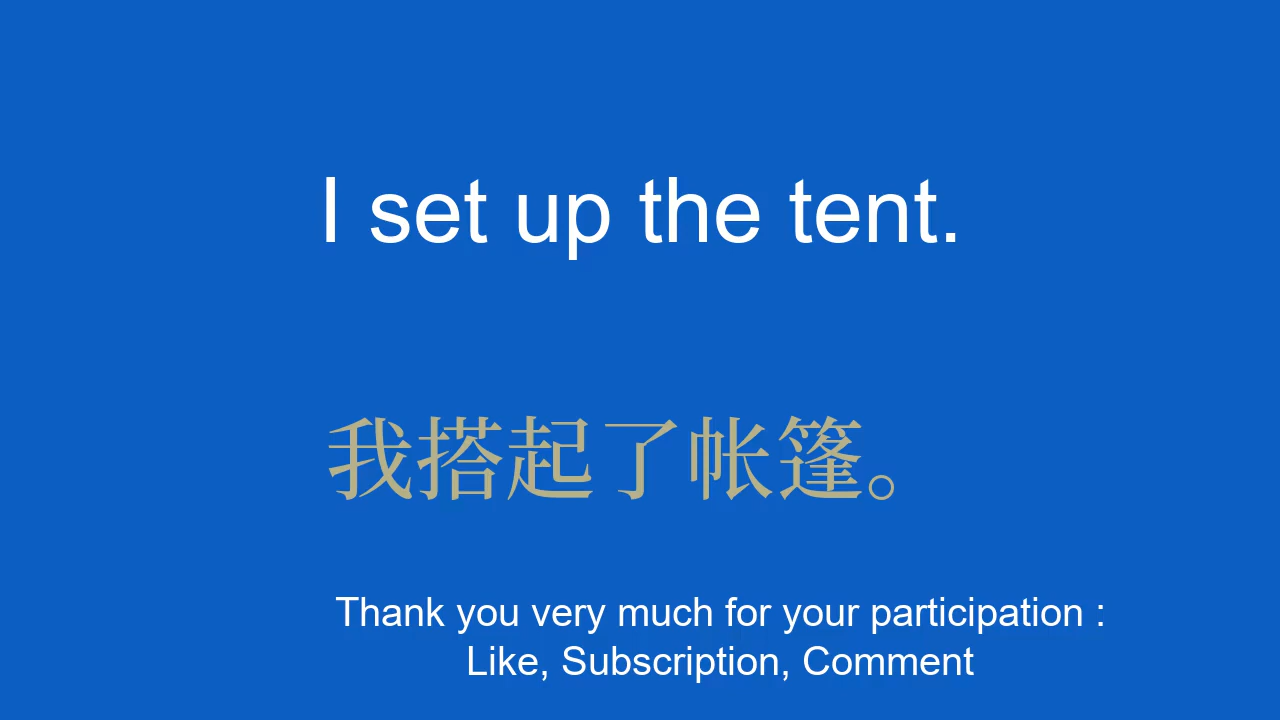 I set up the tent.
我搭起了帐篷。
Thank you very much for your participation :
Like, Subscription, Comment